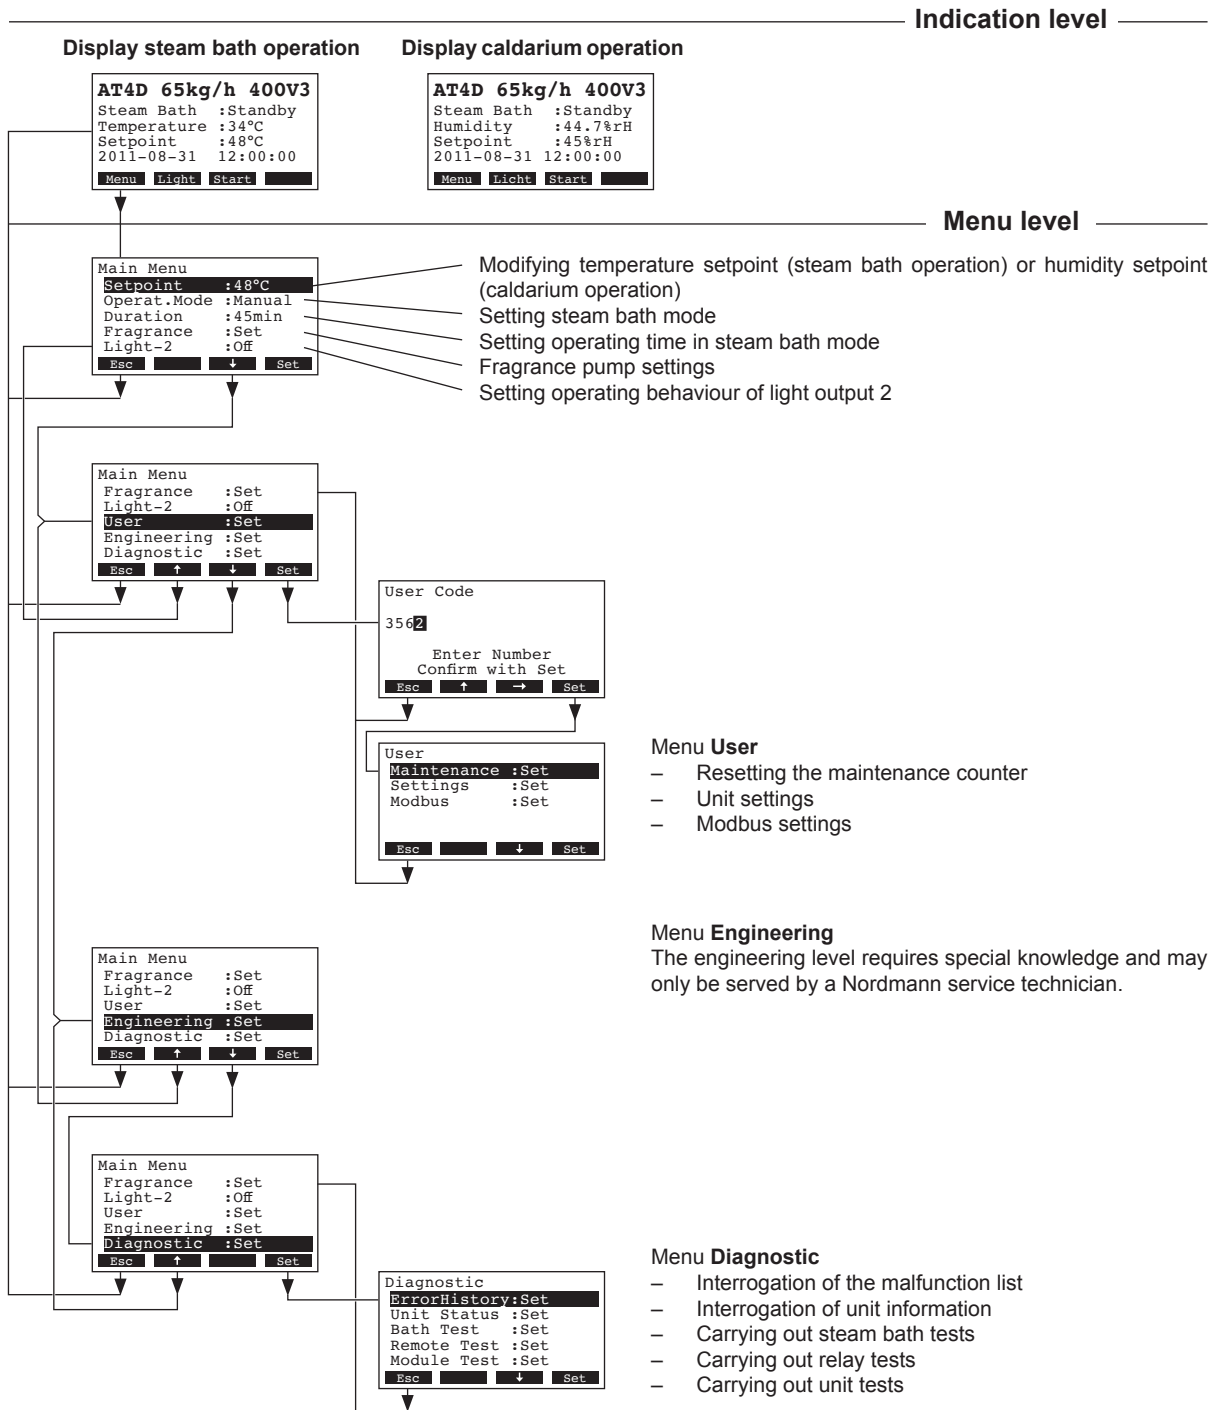 Indication level
Display steam bath operation
Display caldarium operation
AT4D 65kg/h 400V3
Steam Bath :Standby
Temperature :34°C
Setpoint :48°C
2011-08-31 12:00:00
Menu Light Start
AT4D 65kg/h 400V3
Steam Bath :Standby
Humidity :44.7%rH
Setpoint :45%rH
2011-08-31 12:00:00
Menu Licht Start
Menu level
Main Menu
Setpoint :48°C
Operat.Mode :Manual
Duration :45min
Fragrance :Set
Light-2 :Off
Esc ↓ Set
Modifying temperature setpoint (steam bath operation) or humidity setpoint
(caldarium operation)
Setting steam bath mode
Setting operating time in steam bath mode
Fragrance pump settings
Setting operating behaviour of light output 2
Main Menu
Fragrance :Set
Light-2 :Off
User :Set
Engineering :Set
Diagnostic :Set
Esc ↑ ↓ Set
User Code
3562
Enter Number
Confirm with Set
Esc ↑ → Set
User
Maintenance :Set
Settings :Set
Modbus :Set
Esc ↓ Set
Menu User
– Resetting the maintenance counter
– Unit settings
– Modbus settings
Main Menu
Fragrance :Set
Light-2 :Off
User :Set
Engineering :Set
Diagnostic :Set
Esc ↑ ↓ Set
Menu Engineering
The engineering level requires special knowledge and may
only be served by a Nordmann service technician.
Main Menu
Fragrance :Set
Light-2 :Off
User :Set
Engineering :Set
Diagnostic :Set
Esc ↑ Set
Diagnostic
ErrorHistory:Set
Unit Status :Set
Bath Test :Set
Remote Test :Set
Module Test :Set
Esc ↓ Set
Menu Diagnostic
– Interrogation of the malfunction list
– Interrogation of unit information
– Carrying out steam bath tests
– Carrying out relay tests
– Carrying out unit tests